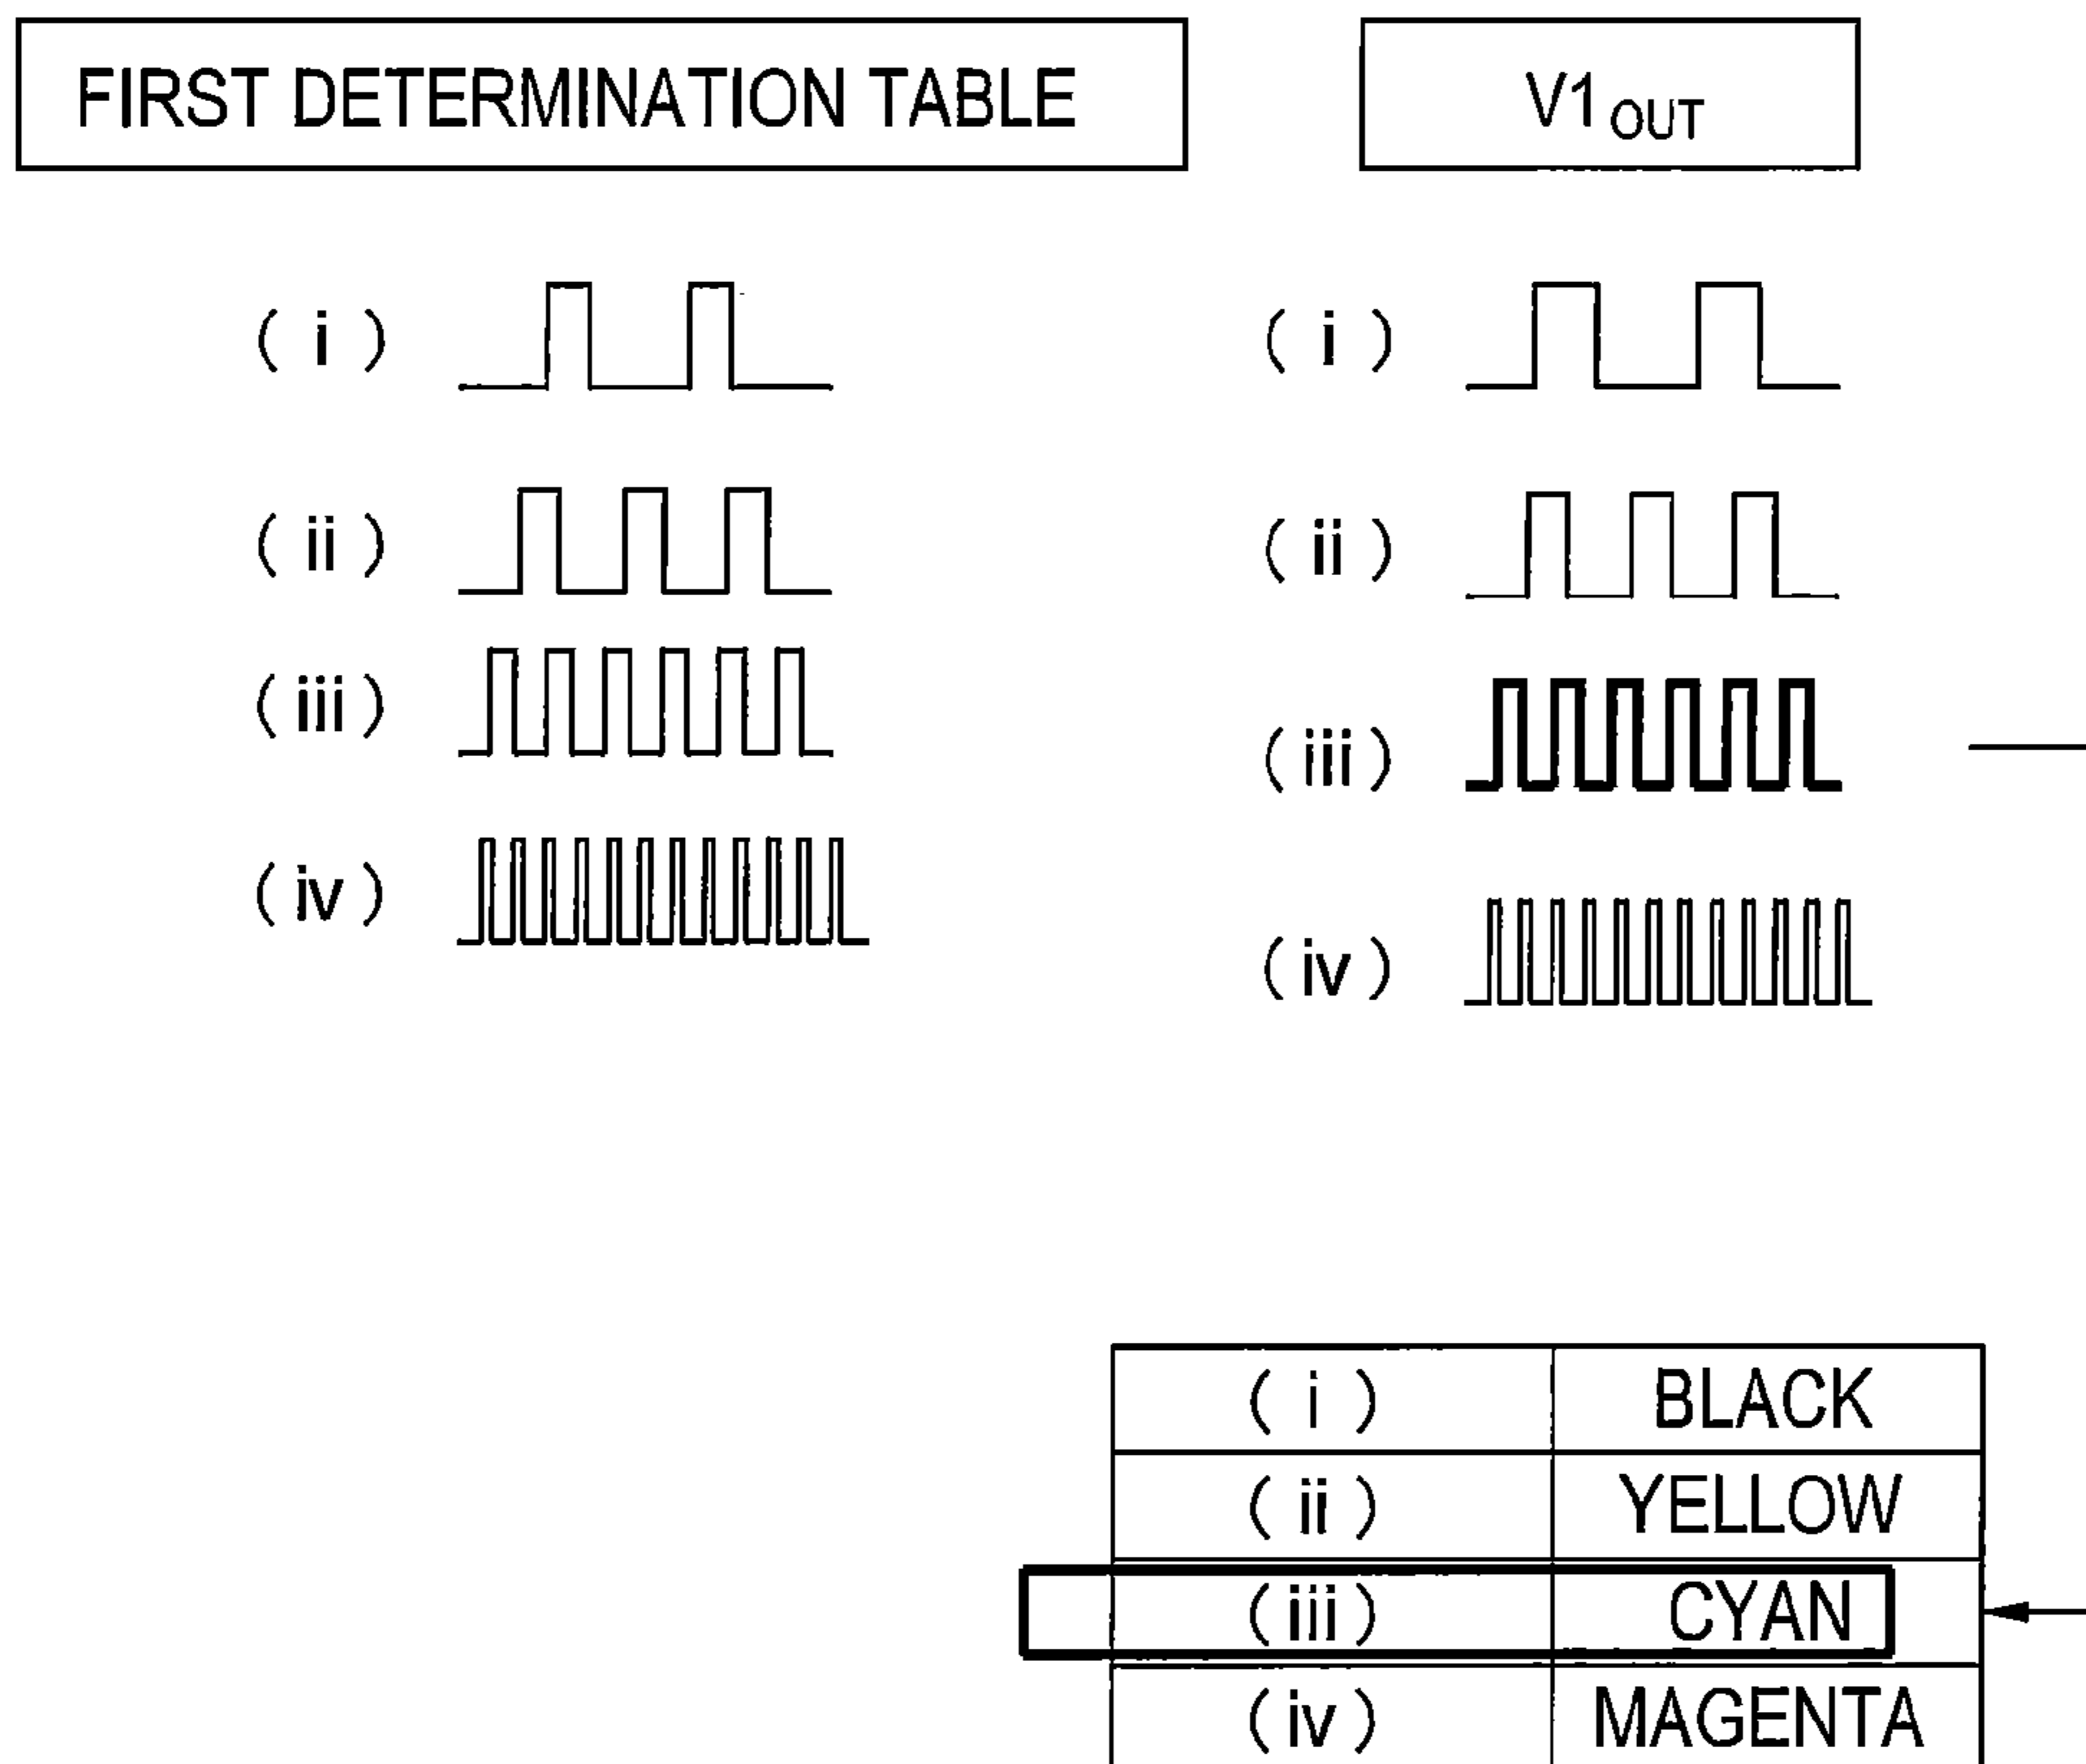 FIRST DETERMINATION TABLE V1OUT
( i ) ( i )
( ii ) ( ii )
( iii ) ( iii )
( iv ) ( iv )
( i ) BLACK
( ii ) YELLOW
( iii ) CYAN
( iv ) MAGENTA